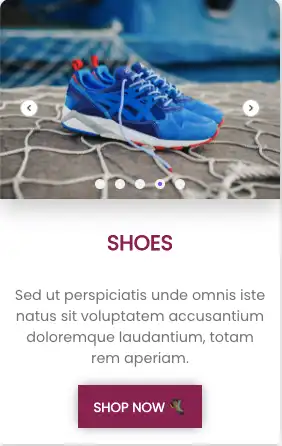 SHOES
Sed ut perspiciatis unde omnis iste
natus sit voluptatem accusantium
doloremque laudantium, totam
rem aperiam.
SHOP NOW